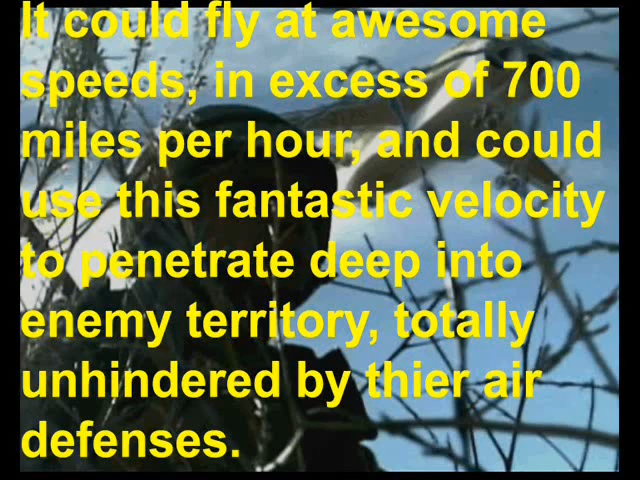 It could fly at awesome
speeds, in excess of 700
miles per hour, and could
use this fantastic velocity
to penetrate deep into
enemy territory, totally
unhindered by thier air
defenses.